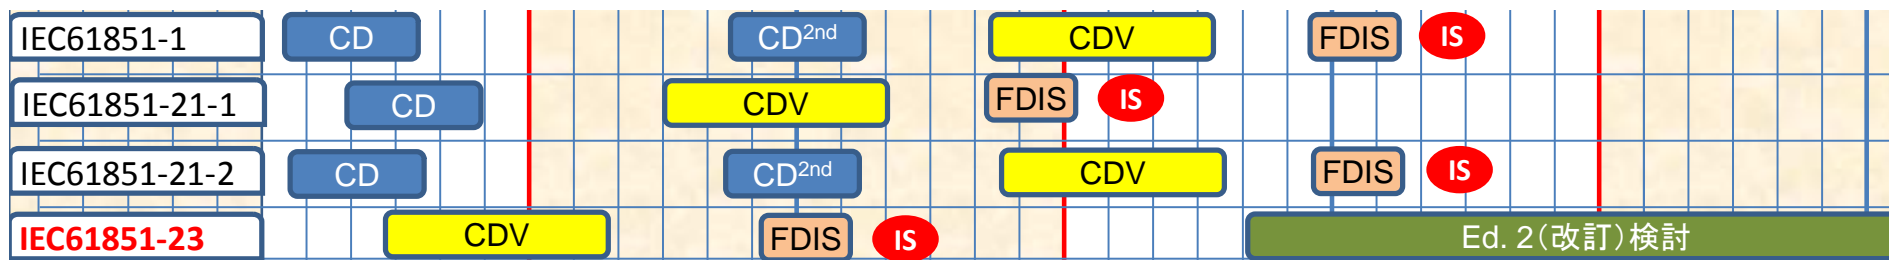 IEC61851-1 CD CD2nd CDV FDIS IS
IEC61851-21-1 CD CDV FDIS IS
IEC61851-21-2 CD CD2nd CDV FDIS IS
IEC61851-23 CDV FDIS IS Ed. 2(改訂)検討